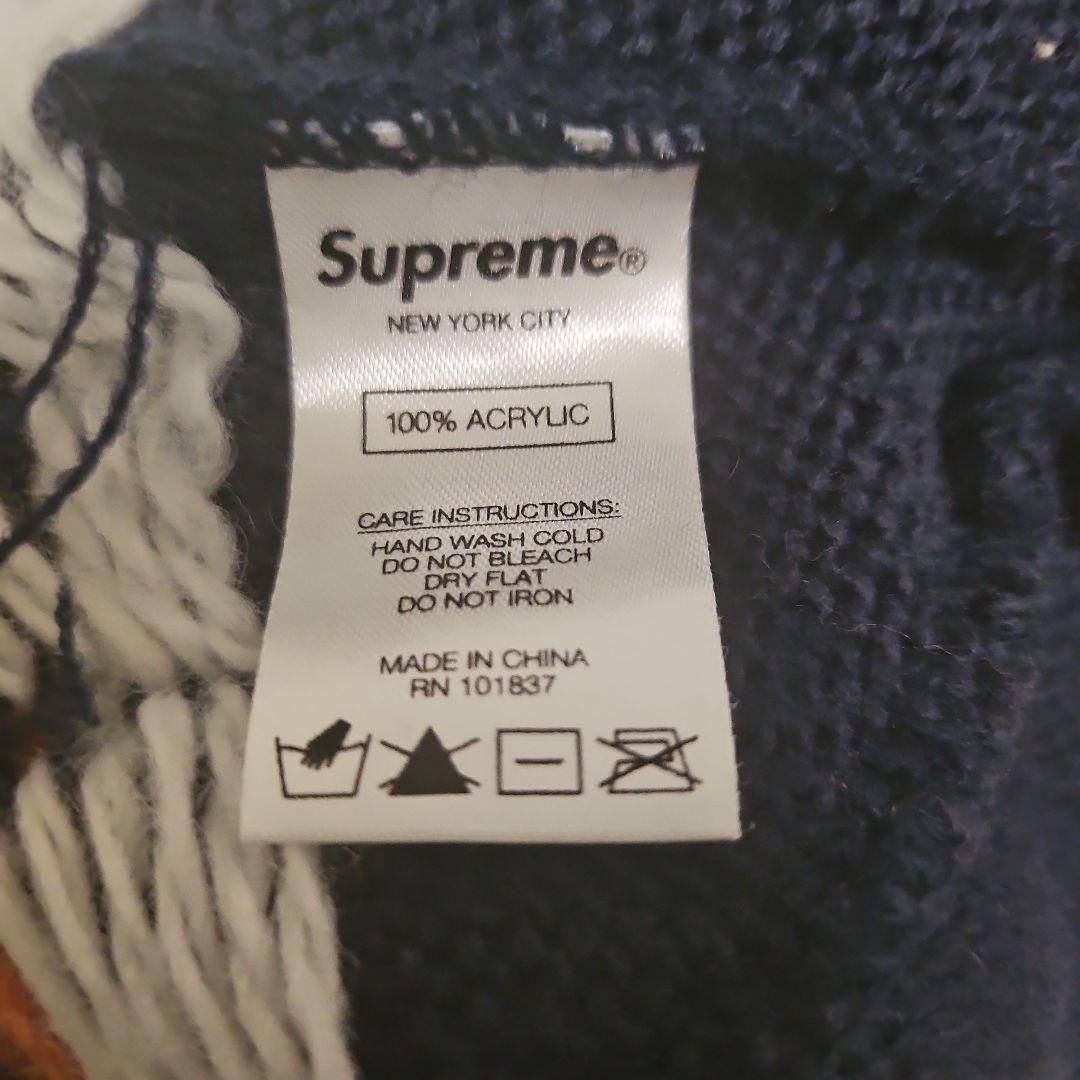 Supreme®
NEW YORK CITY
100% ACRYLIC
CARE INSTRUCTIONS:
HAND WASH COLD
DO NOT BLEACH
DRY FLAT
DO NOT IRON
MADE IN CHINA
RN 101837